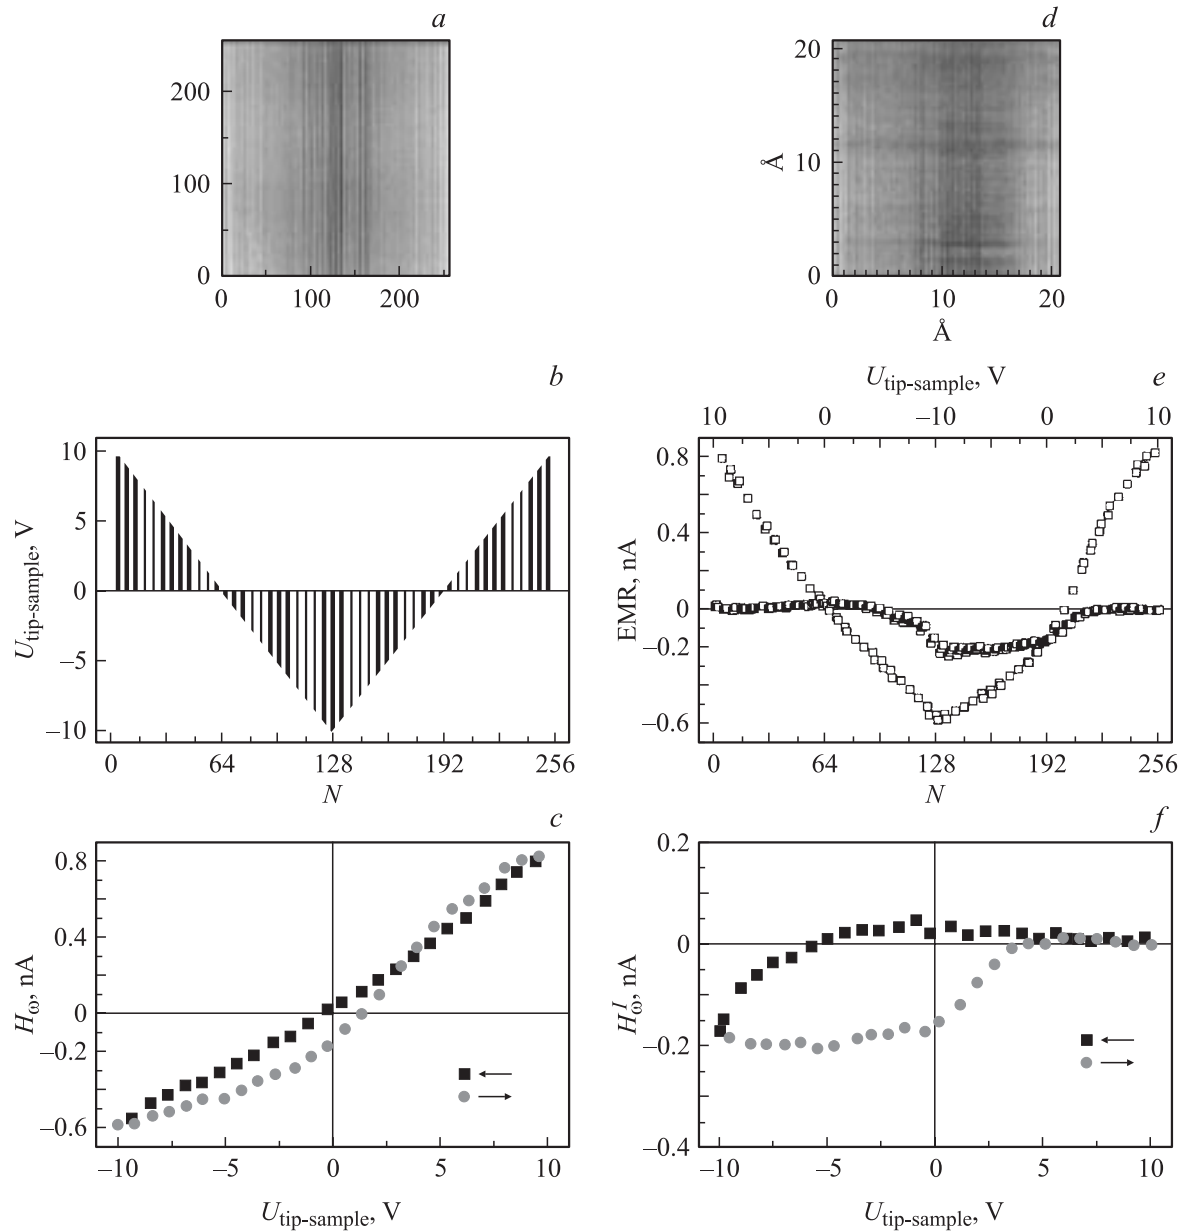 a
200
100
0
0 100 200
d
20
10
0
Å
0 10 20
Å
b
10
5
0
–5
–10
U_tip-sample, V
0 64 128 192 256
N
U_tip-sample, V
e
10 0 –10 0 10
0.8
0.4
0
–0.2
–0.6
EMR, nA
0 64 128 192 256
N
c
0.8
0.4
0
–0.2
–0.6
H_ω, nA
–10 –5 0 5 10
U_tip-sample, V
f
0.2
0
–0.2
–0.4
H_ω^I, nA
–10 –5 0 5 10
U_tip-sample, V